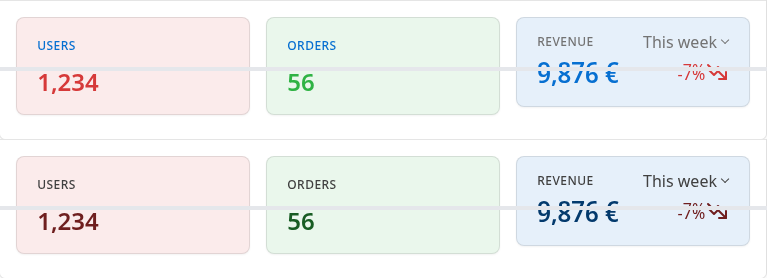 USERS
ORDERS
REVENUE
This week
1,234
56
9,876 €
-7%
USERS
ORDERS
REVENUE
This week
1,234
56
9,876 €
-7%